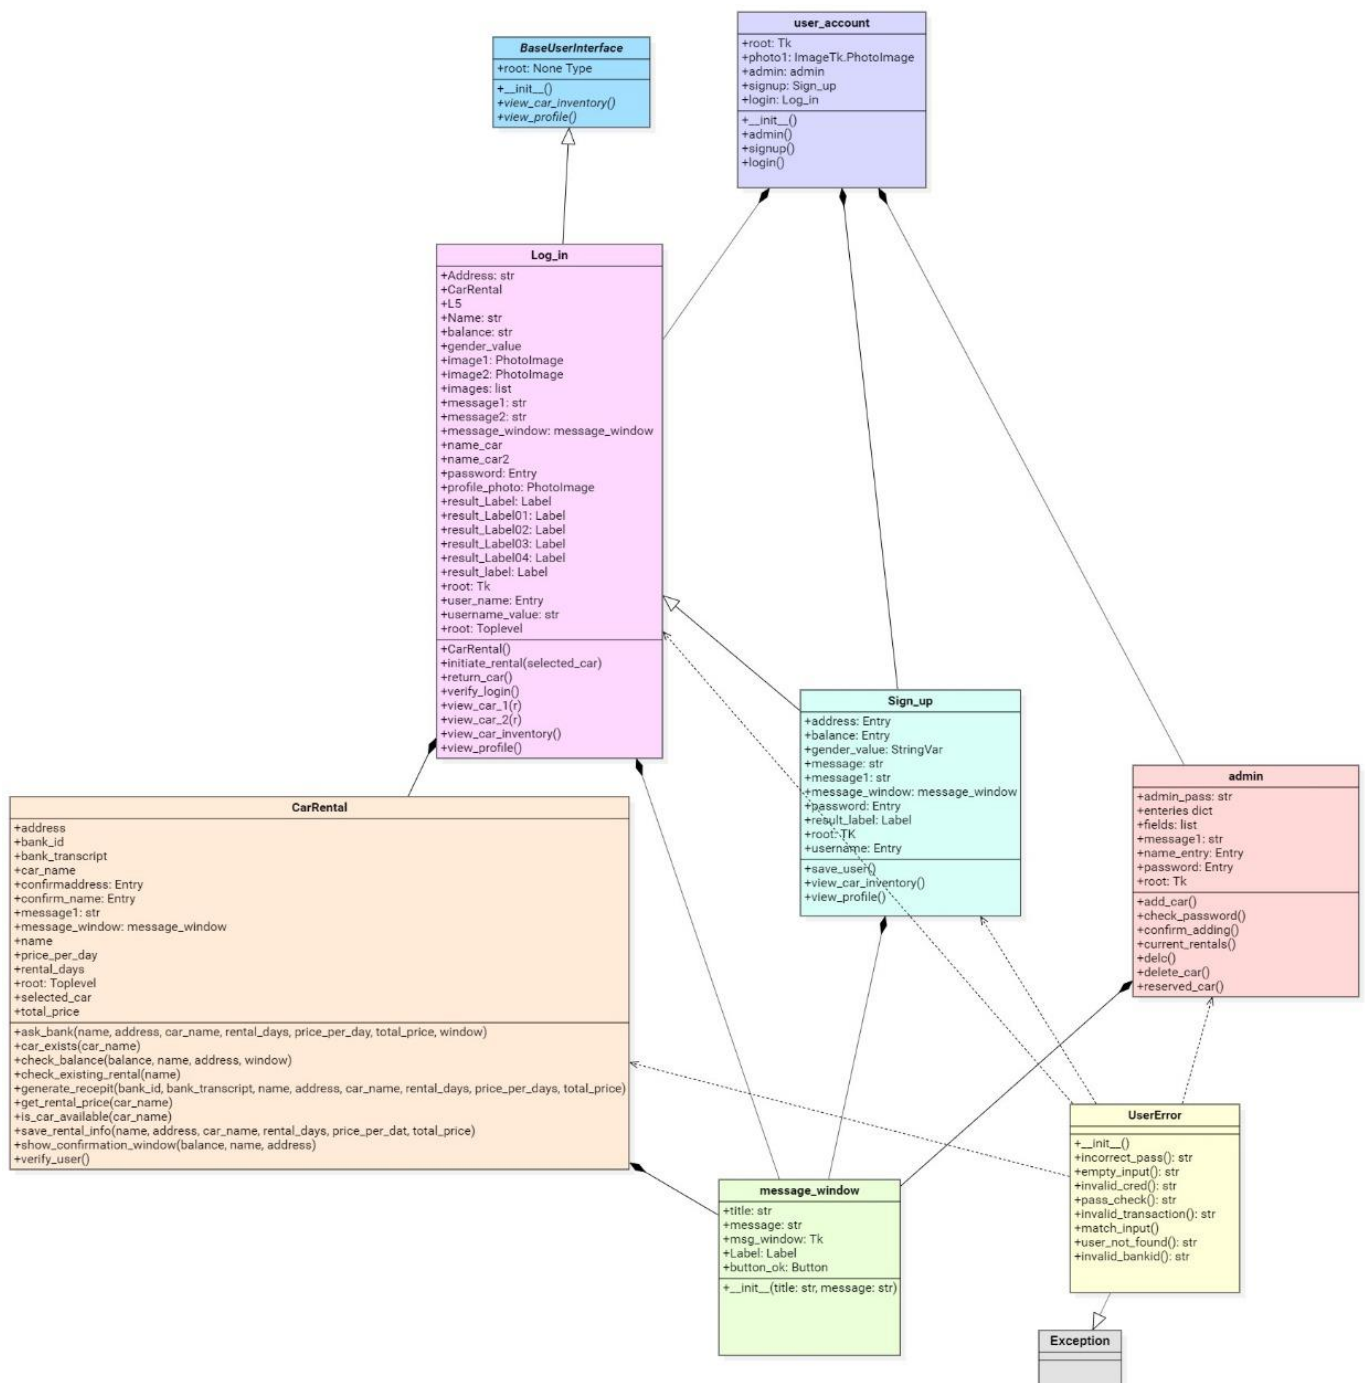 BaseUserInterface
+root: None Type
+__init__()
+view_car_inventory()
+view_profile()
user_account
+root: Tk
+photo1: ImageTk.PhotoImage
+admin: admin
+signup: Sign_up
+login: Log_in
+__init__()
+admin()
+signup()
+login()
Log_in
+Address: str
+CarRental
+L5
+Name: str
+balance: str
+gender_value
+image1: PhotoImage
+image2: PhotoImage
+images: list
+message1: str
+message2: str
+message_window: message_window
+name_car
+name_car2
+password: Entry
+profile_photo: PhotoImage
+result_Label: Label
+result_Label01: Label
+result_Label02: Label
+result_Label03: Label
+result_Label04: Label
+result_label: Label
+root: Tk
+user_name: Entry
+username_value: str
+root: Toplevel
+CarRental()
+initiate_rental(selected_car)
+return_car()
+verify_login()
+view_car_1(r)
+view_car_2(r)
+view_car_inventory()
+view_profile()
Sign_up
+address: Entry
+balance: Entry
+gender_value: StringVar
+message: str
+message1: str
+message_window: message_window
+password: Entry
+result_label: Label
+root: TK
+username: Entry
+save_user()
+view_car_inventory()
+view_profile()
admin
+admin_pass: str
+enteries dict
+fields: list
+message1: str
+name_entry: Entry
+password: Entry
+root: Tk
+add_car()
+check_password()
+confirm_adding()
+current_rentals()
+delc()
+delete_car()
+reserved_car()
CarRental
+address
+bank_id
+bank_transcript
+car_name
+confirmaddress: Entry
+confirm_name: Entry
+message1: str
+message_window: message_window
+name
+price_per_day
+rental_days
+root: Toplevel
+selected_car
+total_price
+ask_bank(name, address, car_name, rental_days, price_per_day, total_price, window)
+car_exists(car_name)
+check_balance(balance, name, address, window)
+check_existing_rental(name)
+generate_recepit(bank_id, bank_transcript, name, address, car_name, rental_days, price_per_days, total_price)
+get_rental_price(car_name)
+is_car_available(car_name)
+save_rental_info(name, address, car_name, rental_days, price_per_dat, total_price)
+show_confirmation_window(balance, name, address)
+verify_user()
message_window
+title: str
+message: str
+msg_window: Tk
+Label: Label
+button_ok: Button
+__init__(title: str, message: str)
UserError
+__init__()
+incorrect_pass(): str
+empty_input(): str
+invalid_cred(): str
+pass_check(): str
+invalid_transaction(): str
+match_input()
+user_not_found(): str
+invalid_bankid(): str
Exception